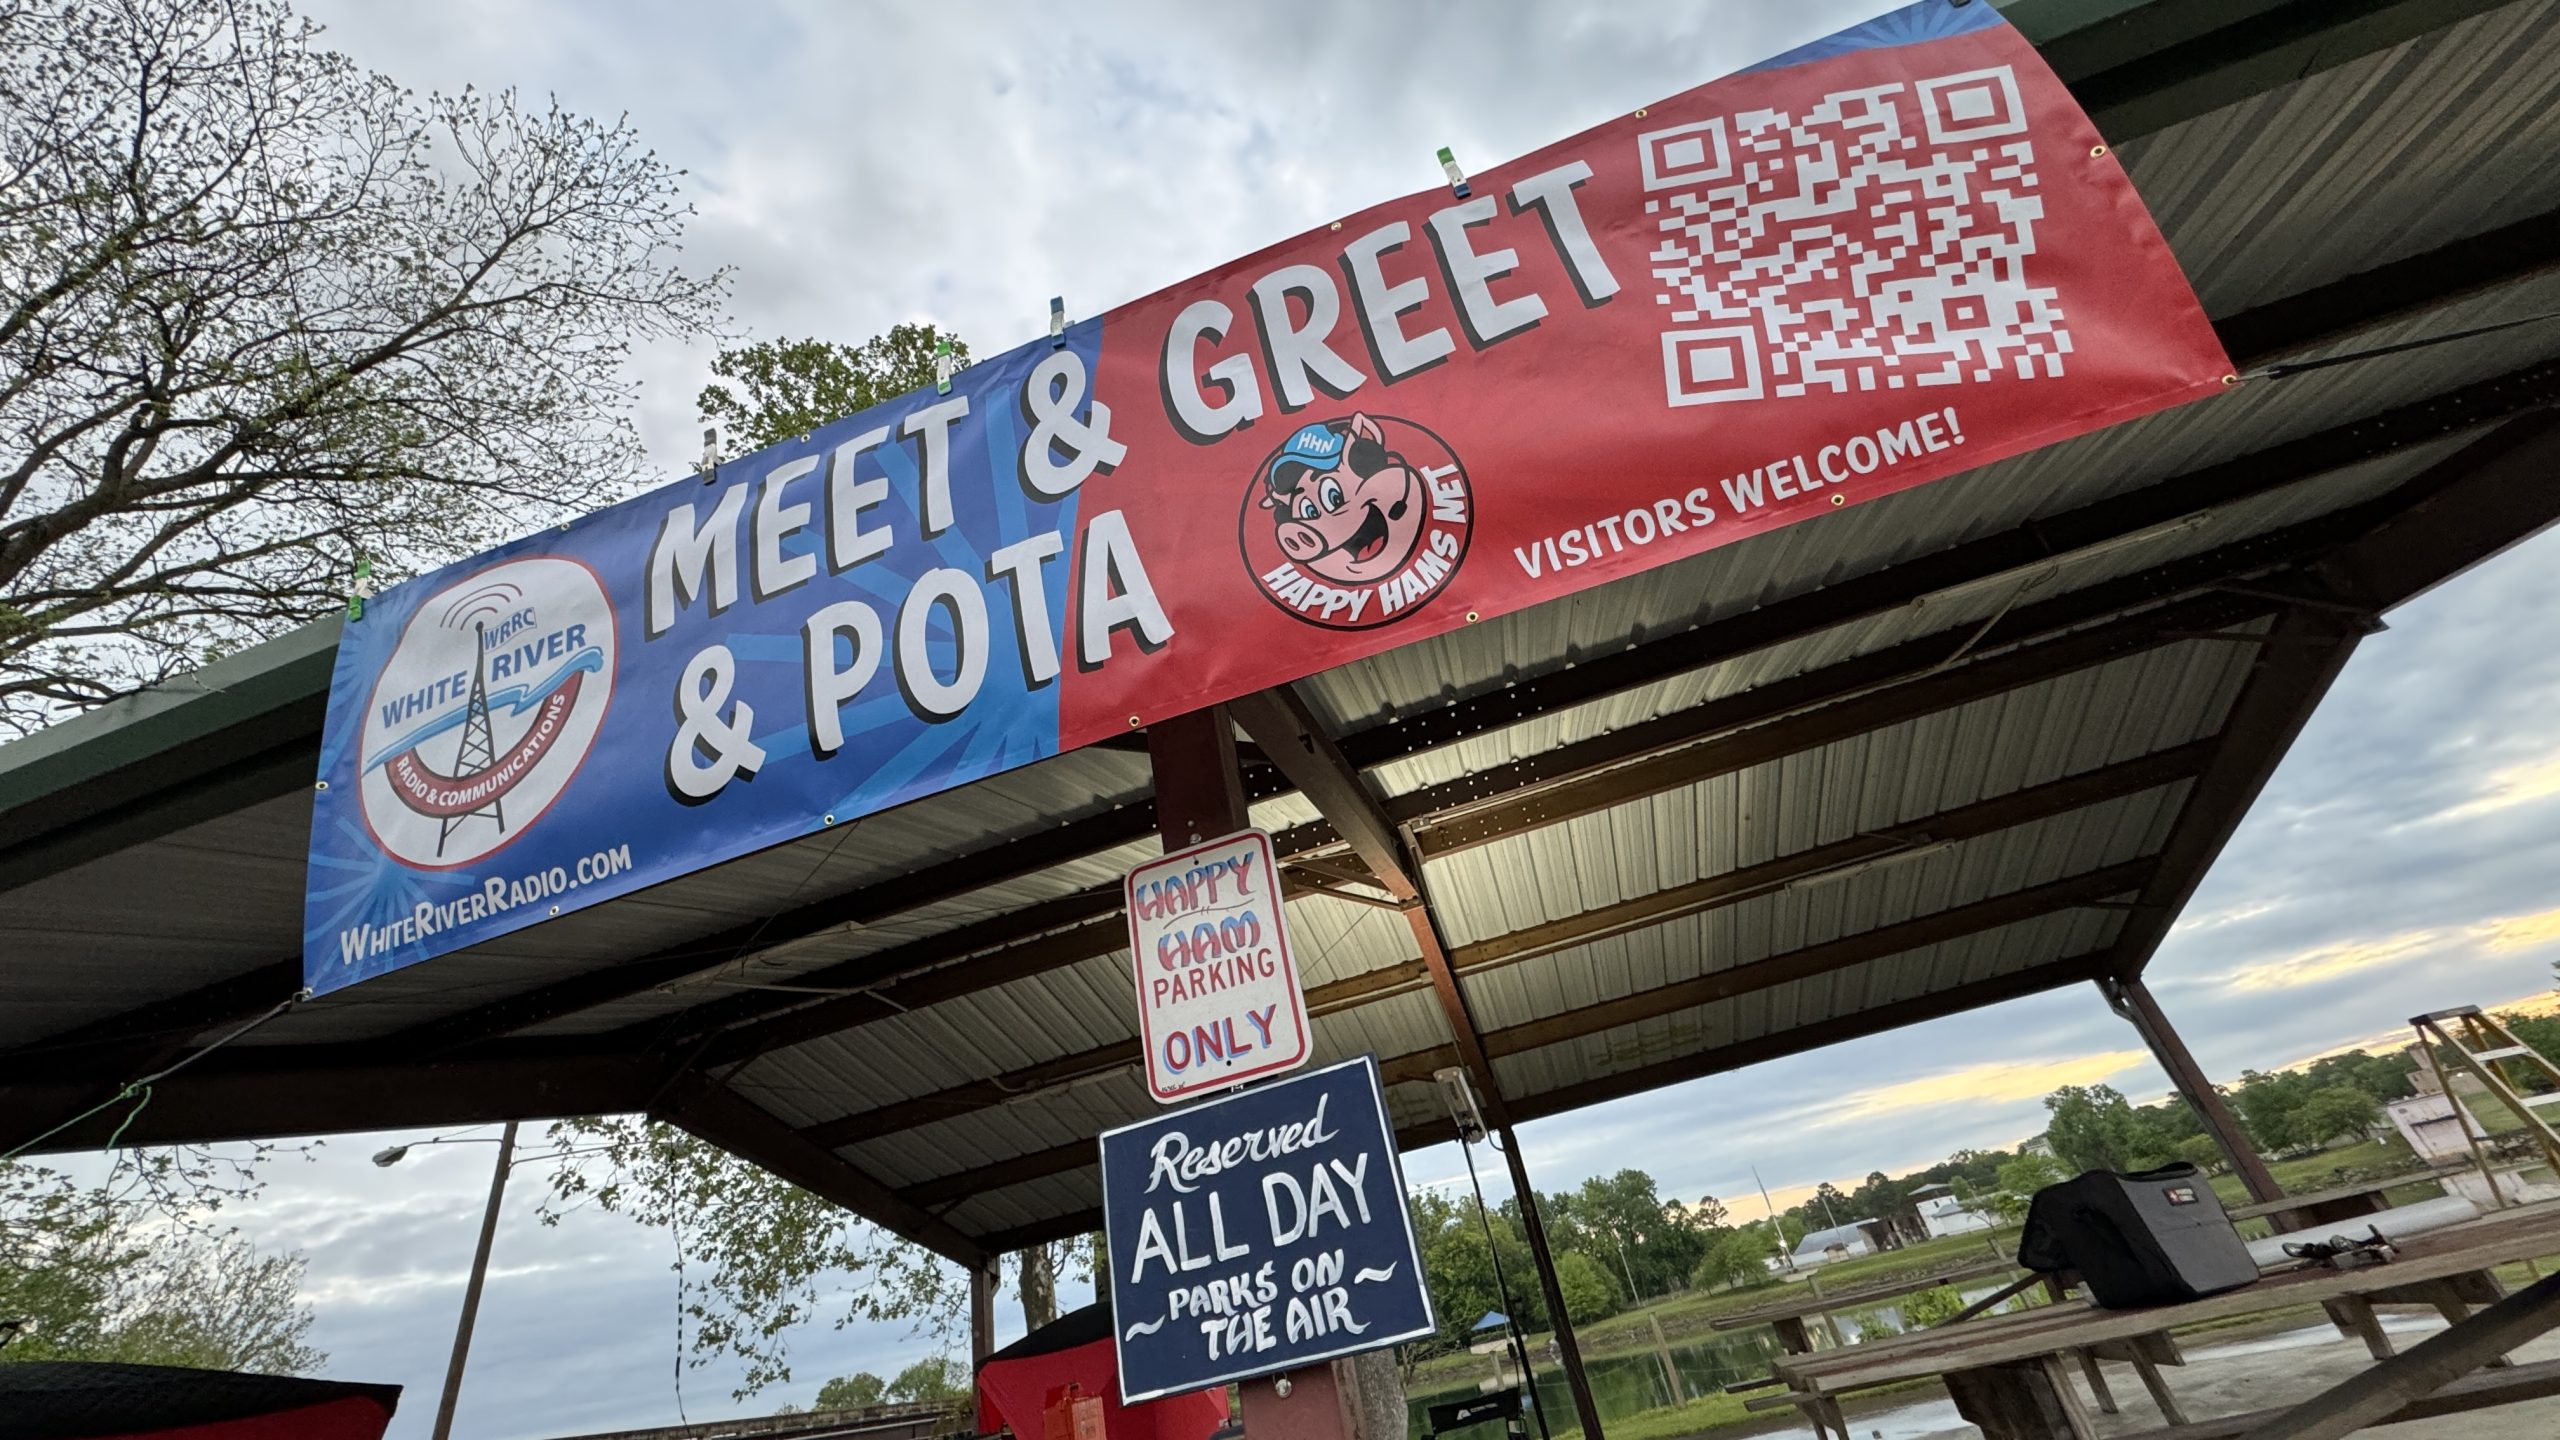 MEET & GREET
& POTA
WRRC
WHITE RIVER
RADIO & COMMUNICATIONS
WHITERIVERRADIO.COM
HHN
HAPPY HAMS NET
VISITORS WELCOME!
HAPPY
HAM
PARKING
ONLY
Reserved
ALL DAY
~PARK$ ON~
THE AIR